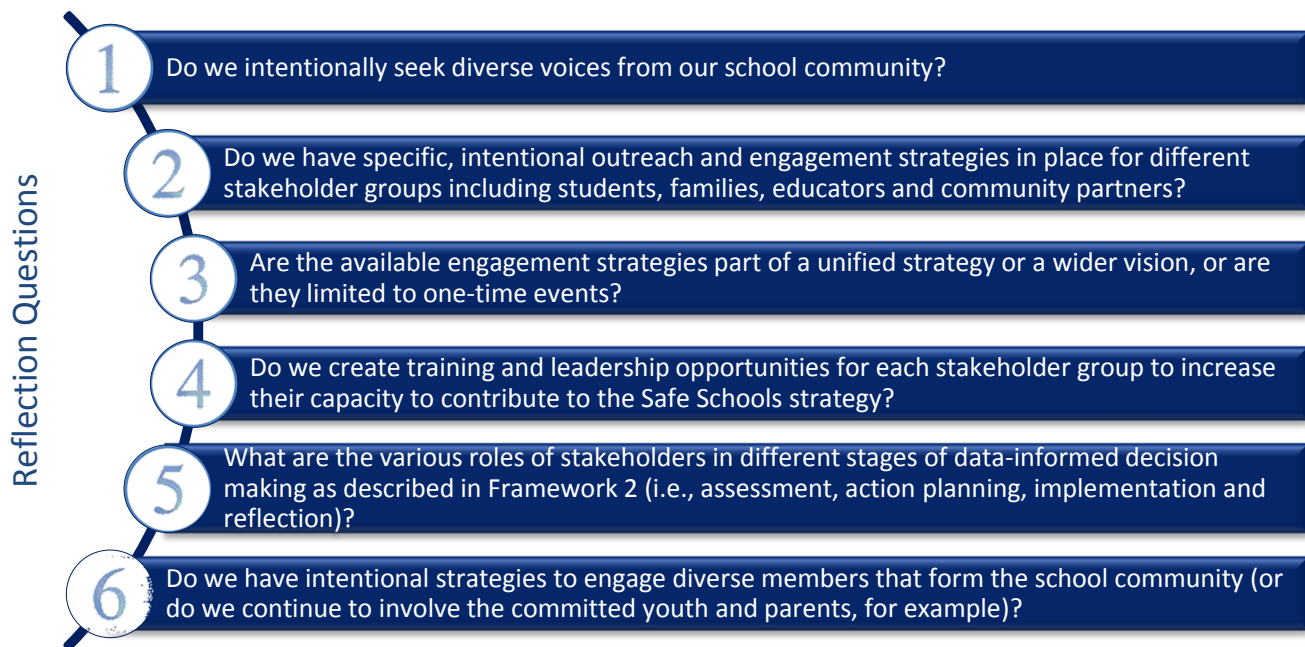 Reflection Questions
1
Do we intentionally seek diverse voices from our school community?
2
Do we have specific, intentional outreach and engagement strategies in place for different
stakeholder groups including students, families, educators and community partners?
3
Are the available engagement strategies part of a unified strategy or a wider vision, or are
they limited to one-time events?
4
Do we create training and leadership opportunities for each stakeholder group to increase
their capacity to contribute to the Safe Schools strategy?
5
What are the various roles of stakeholders in different stages of data-informed decision
making as described in Framework 2 (i.e., assessment, action planning, implementation and
reflection)?
6
Do we have intentional strategies to engage diverse members that form the school community (or
do we continue to involve the committed youth and parents, for example)?